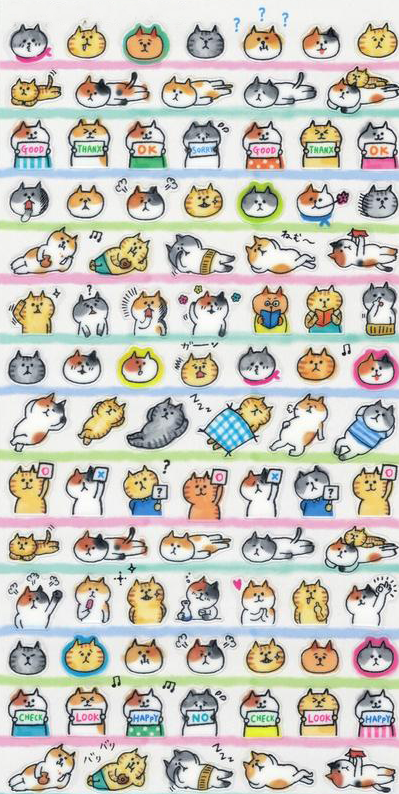 ? ? ?
GOOD THANX OK SORRY GOOD THANX OK
ねむ〜
?
ガーン
zzz
?
? ?
CHECK LOOK HAPPY NO CHECK LOOK HAPPY
バッ バリ zzz